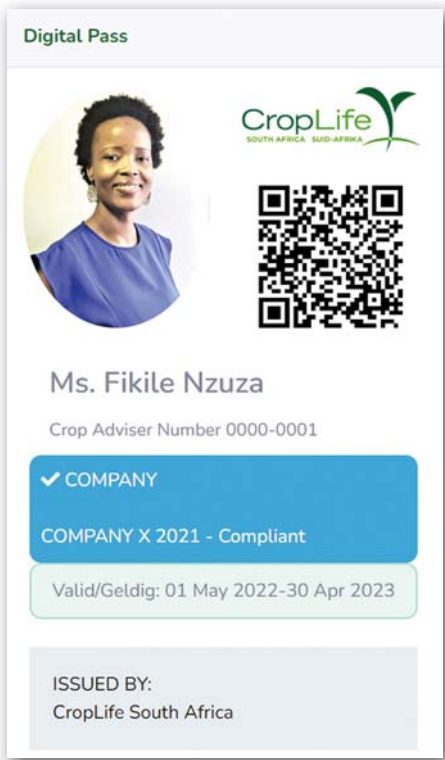 Digital Pass
CropLife
SOUTH AFRICA SUID-AFRIKA
Ms. Fikile Nzuza
Crop Adviser Number 0000-0001
COMPANY
COMPANY X 2021 - Compliant
Valid/Geldig: 01 May 2022-30 Apr 2023
ISSUED BY:
CropLife South Africa